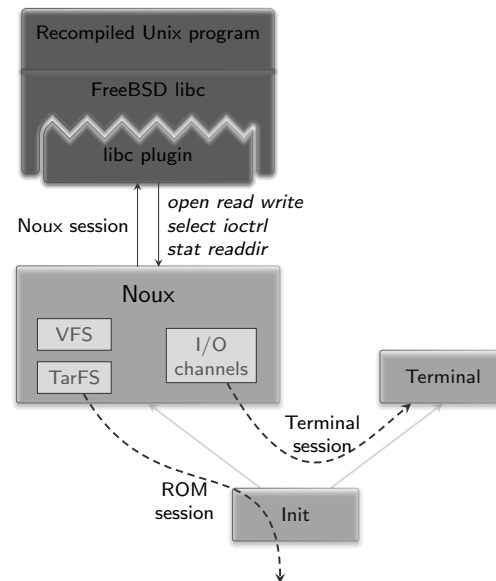 Recompiled Unix program
FreeBSD libc
libc plugin
Noux session
open read write
select ioctrl
stat readdir
Noux
VFS
I/O
channels
TarFS
Terminal
Terminal
session
ROM
session
Init